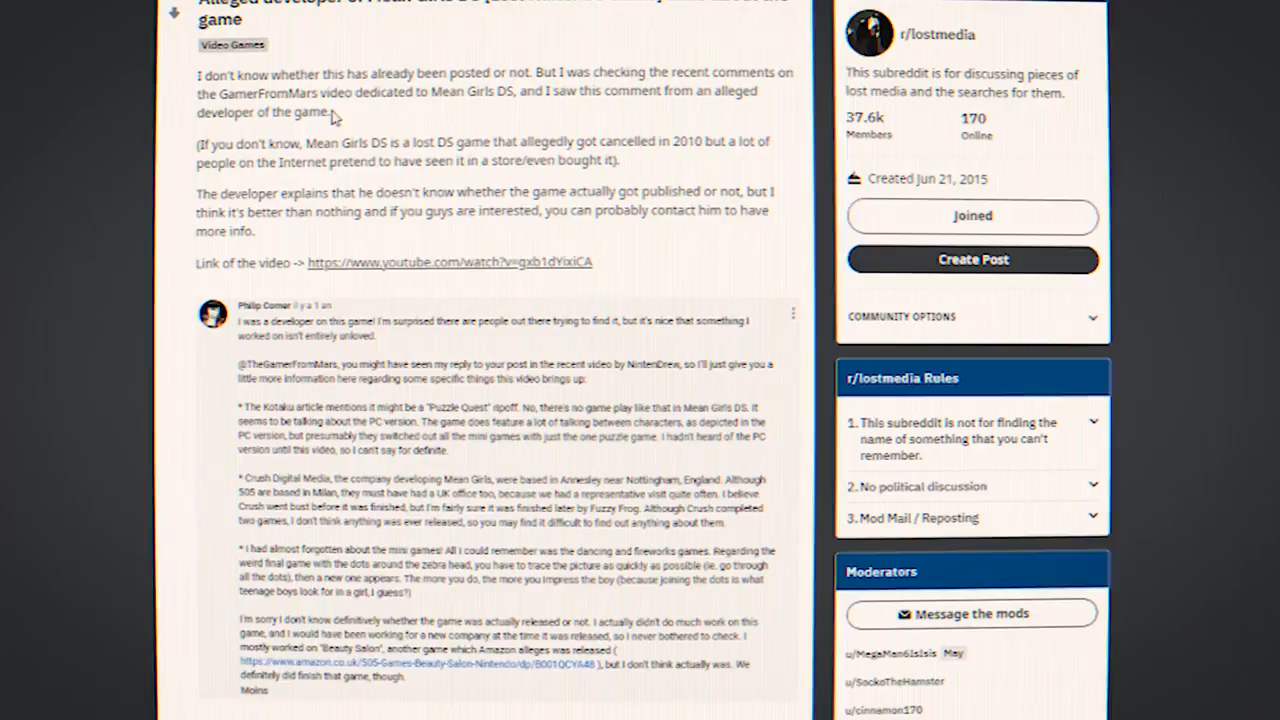 game
Video Games
I don't know whether this has already been posted or not. But I was checking the recent comments on
the GamerFromMars video dedicated to Mean Girls DS, and I saw this comment from an alleged
developer of the game.
(If you don't know, Mean Girls DS is a lost DS game that allegedly got cancelled in 2010 but a lot of
people on the Internet pretend to have seen it in a store/even bought it).
The developer explains that he doesn't know whether the game actually got published or not, but I
think it's better than nothing and if you guys are interested, you can probably contact him to have
more info.
Link of the video -> https://www.youtube.com/watch?v=gxb1dYixiCA
Philip Comer il y a 1 an
I was a developer on this game! I'm surprised there are people out there trying to find it, but it's nice that something I
worked on isn't entirely unloved.
@TheGamerFromMars, you might have seen my reply to your post in the recent video by NintenDrew, so I'll just give you a
little more information here regarding some specific things this video brings up:
* The Kotaku article mentions it might be a "Puzzle Quest" ripoff. No, there's no game play like that in Mean Girls DS. It
seems to be talking about the PC version. The game does feature a lot of talking between characters, as depicted in the
PC version, but presumably they switched out all the mini games with just the one puzzle game. I hadn't heard of the PC
version until this video, so I can't say for definite.
* Crush Digital Media, the company developing Mean Girls, were based in Annesley near Nottingham, England. Although
505 are based in Milan, they must have had a UK office too, because we had a representative visit quite often. I believe
Crush went bust before it was finished, but I'm fairly sure it was finished later by Fuzzy Frog. Although Crush completed
two games, I don't think anything was ever released, so you may find it difficult to find out anything about them.
* I had almost forgotten about the mini games! All I could remember was the dancing and fireworks games. Regarding the
weird final game with the dots around the zebra head, you have to trace the picture as quickly as possible (ie. go through
all the dots), then a new one appears. The more you do, the more you impress the boy (because joining the dots is what
teenage boys look for in a girl, I guess?)
I'm sorry I don't know definitively whether the game was actually released or not. I actually didn't do much work on this
game, and I would have been working for a new company at the time it was released, so I never bothered to check. I
mostly worked on "Beauty Salon", another game which Amazon alleges was released (
https://www.amazon.co.uk/505-Games-Beauty-Salon-Nintendo/dp/B001QCYA48 ), but I don't think actually was. We
definitely did finish that game, though.
Moins
r/lostmedia
This subreddit is for discussing pieces of
lost media and the searches for them.
37.6k 170
Members Online
Created Jun 21, 2015
Joined
Create Post
COMMUNITY OPTIONS
r/lostmedia Rules
1. This subreddit is not for finding the
name of something that you can't
remember.
2. No political discussion
3. Mod Mail / Reporting
Moderators
Message the mods
u/MegaMan6IsIsis May
u/SockoTheHamster
u/cinnamon170